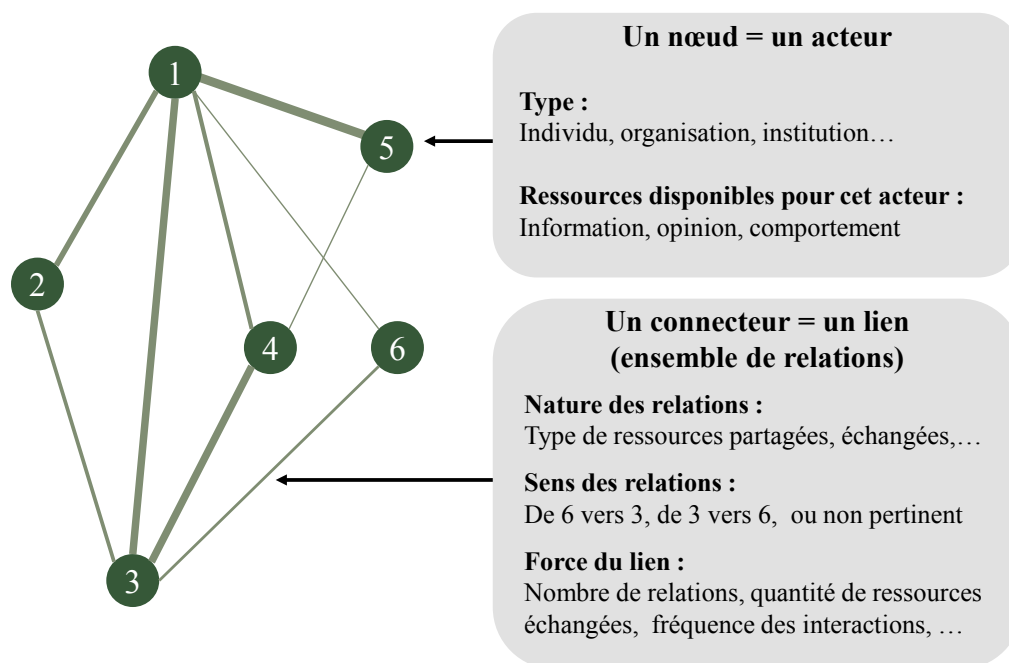 1
5
2
4
6
3
Un nœud = un acteur
Type :
Individu, organisation, institution…
Ressources disponibles pour cet acteur :
Information, opinion, comportement
Un connecteur = un lien
(ensemble de relations)
Nature des relations :
Type de ressources partagées, échangées,…
Sens des relations :
De 6 vers 3, de 3 vers 6, ou non pertinent
Force du lien :
Nombre de relations, quantité de ressources
échangées, fréquence des interactions, …